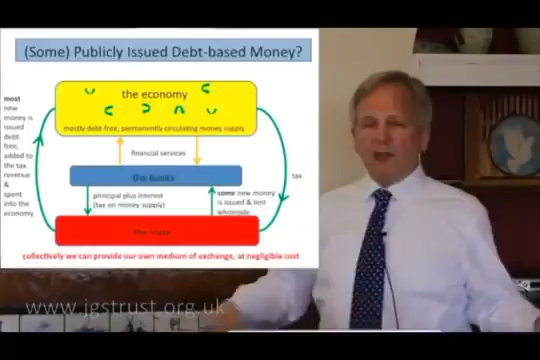 (Some) Publicly Issued Debt-based Money?
most
new
money is
issued
debt
free,
added to
the tax
revenue
&
spent
into the
economy
the economy
mostly debt-free, permanently-circulating money supply
financial services
tax
the banks
principal plus interest
(tax on money supply)
some new money
is issued & lent
wholesale
the state
collectively we can provide our own medium of exchange, at negligible cost
www.jgstrust.org.uk